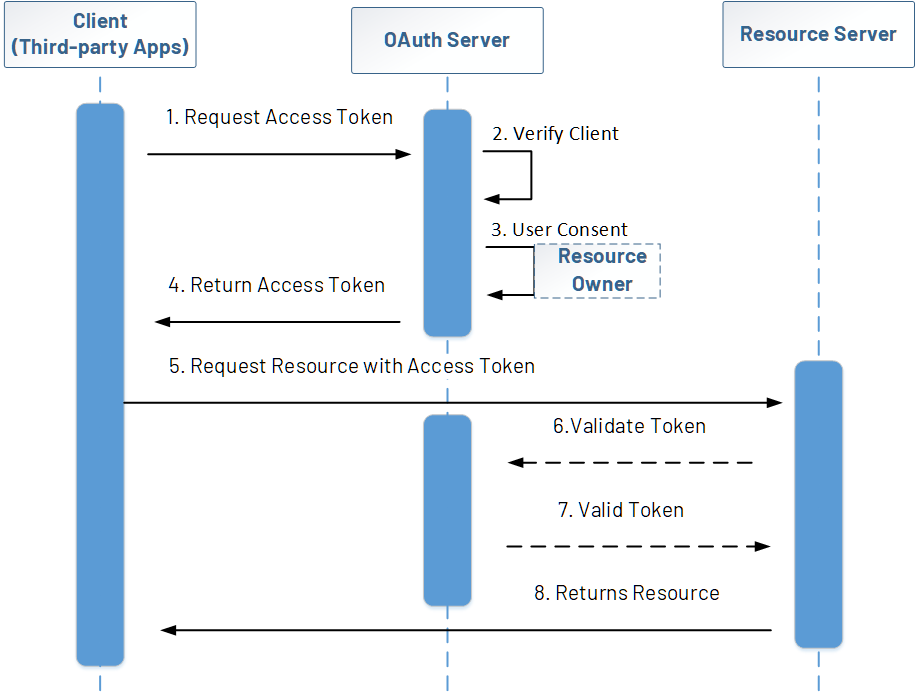 Client
(Third-party Apps)
OAuth Server
Resource Server
1. Request Access Token
2. Verify Client
3. User Consent
Resource
Owner
4. Return Access Token
5. Request Resource with Access Token
6.Validate Token
7. Valid Token
8. Returns Resource